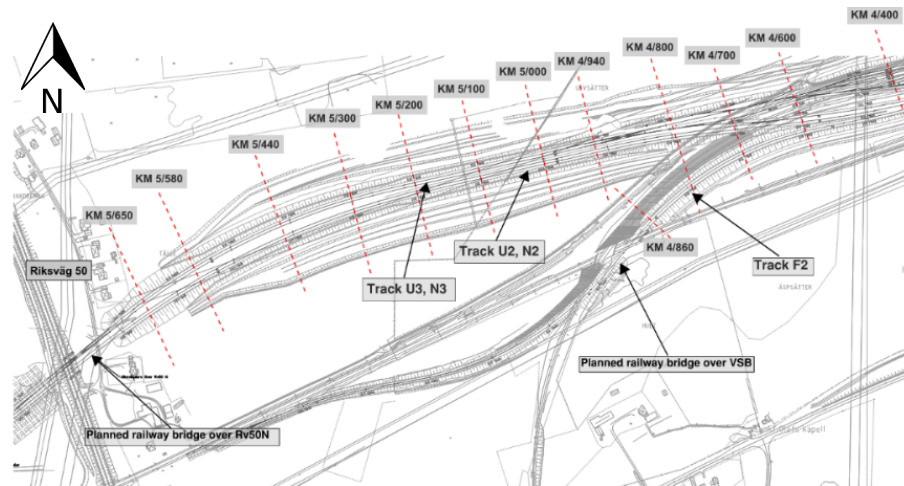 KM 4/400
KM 4/600
KM 4/700
KM 4/800
KM 4/940
KM 5/000
KM 5/100
KM 5/200
KM 5/300
KM 5/440
KM 5/580
KM 5/650
N
Riksväg 50
Track U3, N3
Track U2, N2
KM 4/860
Track F2
Planned railway bridge over VSB
Planned railway bridge over Rv50N